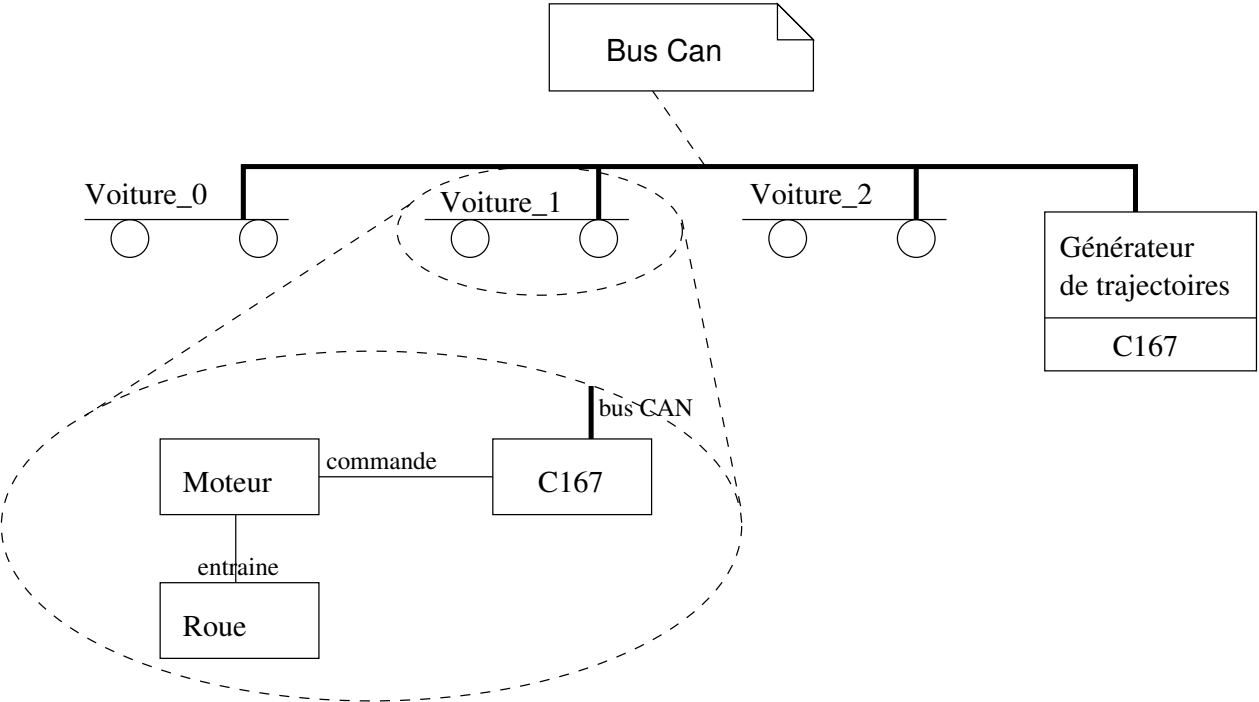 Bus Can
Voiture_0
Voiture_1
Voiture_2
Générateur
de trajectoires
C167
bus CAN
Moteur
commande
C167
entraine
Roue